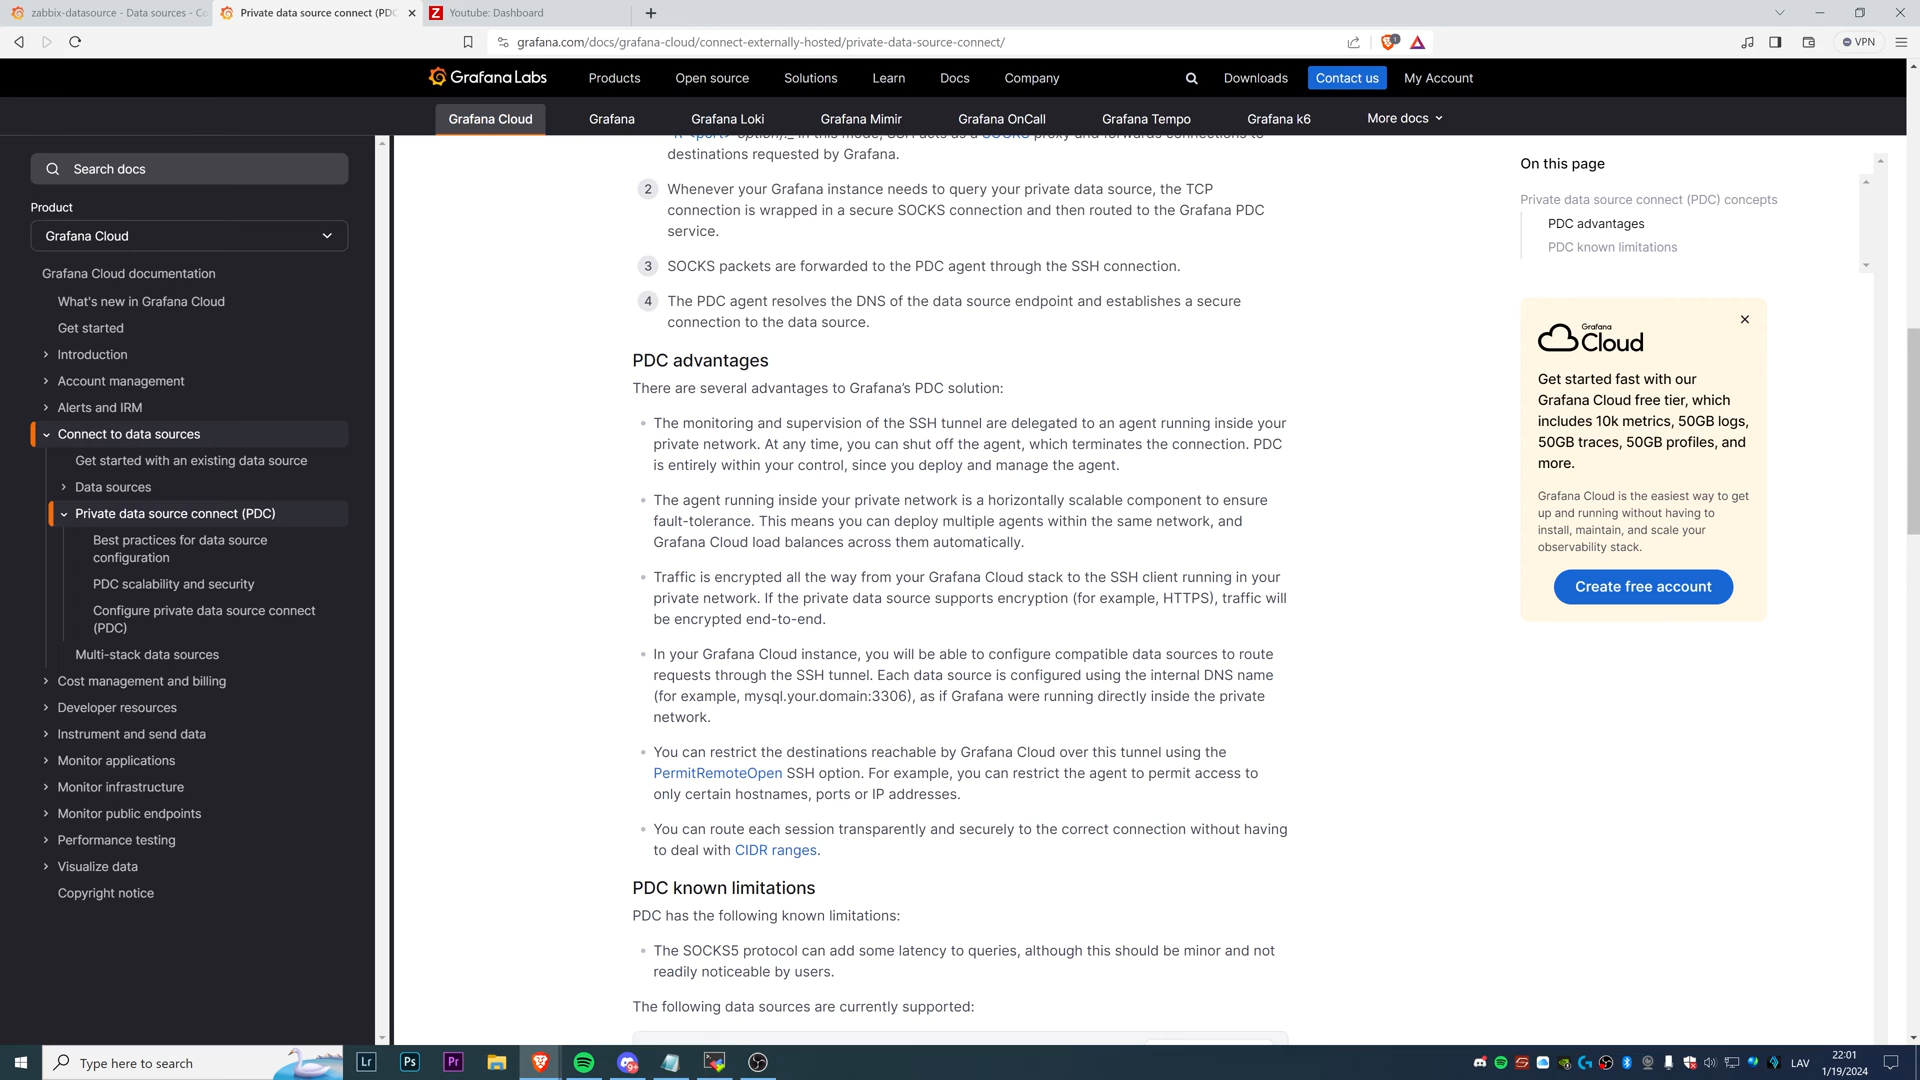 zabbix-datasource - Data sources - Co
Private data source connect (PDC
Youtube: Dashboard
grafana.com/docs/grafana-cloud/connect-externally-hosted/private-data-source-connect/
1
VPN
Grafana Labs
Products
Open source
Solutions
Learn
Docs
Company
Downloads
Contact us
My Account
Grafana Cloud
Grafana
Grafana Loki
Grafana Mimir
Grafana OnCall
Grafana Tempo
Grafana k6
More docs
Search docs
Product
Grafana Cloud
Grafana Cloud documentation
What's new in Grafana Cloud
Get started
Introduction
Account management
Alerts and IRM
Connect to data sources
Get started with an existing data source
Data sources
Private data source connect (PDC)
Best practices for data source
configuration
PDC scalability and security
Configure private data source connect
(PDC)
Multi-stack data sources
Cost management and billing
Developer resources
Instrument and send data
Monitor applications
Monitor infrastructure
Monitor public endpoints
Performance testing
Visualize data
Copyright notice
destinations requested by Grafana.
2 Whenever your Grafana instance needs to query your private data source, the TCP
connection is wrapped in a secure SOCKS connection and then routed to the Grafana PDC
service.
3 SOCKS packets are forwarded to the PDC agent through the SSH connection.
4 The PDC agent resolves the DNS of the data source endpoint and establishes a secure
connection to the data source.
PDC advantages
There are several advantages to Grafana's PDC solution:
The monitoring and supervision of the SSH tunnel are delegated to an agent running inside your
private network. At any time, you can shut off the agent, which terminates the connection. PDC
is entirely within your control, since you deploy and manage the agent.
The agent running inside your private network is a horizontally scalable component to ensure
fault-tolerance. This means you can deploy multiple agents within the same network, and
Grafana Cloud load balances across them automatically.
Traffic is encrypted all the way from your Grafana Cloud stack to the SSH client running in your
private network. If the private data source supports encryption (for example, HTTPS), traffic will
be encrypted end-to-end.
In your Grafana Cloud instance, you will be able to configure compatible data sources to route
requests through the SSH tunnel. Each data source is configured using the internal DNS name
(for example, mysql.your.domain:3306), as if Grafana were running directly inside the private
network.
You can restrict the destinations reachable by Grafana Cloud over this tunnel using the
PermitRemoteOpen SSH option. For example, you can restrict the agent to permit access to
only certain hostnames, ports or IP addresses.
You can route each session transparently and securely to the correct connection without having
to deal with CIDR ranges.
PDC known limitations
PDC has the following known limitations:
The SOCKS5 protocol can add some latency to queries, although this should be minor and not
readily noticeable by users.
The following data sources are currently supported:
On this page
Private data source connect (PDC) concepts
PDC advantages
PDC known limitations
Grafana
Cloud
Get started fast with our
Grafana Cloud free tier, which
includes 10k metrics, 50GB logs,
50GB traces, 50GB profiles, and
more.
Grafana Cloud is the easiest way to get
up and running without having to
install, maintain, and scale your
observability stack.
Create free account
Type here to search
Lr
Ps
Pr
LAV
22:01
1/19/2024